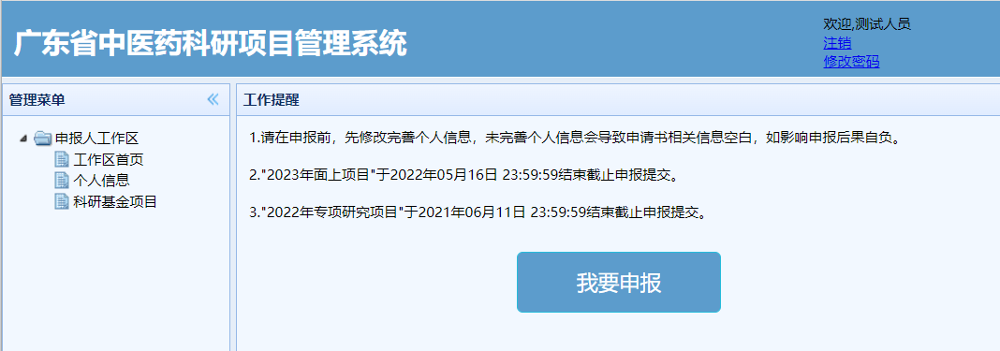 广东省中医药科研项目管理系统
欢迎,测试人员
注销
修改密码
管理菜单
申报人工作区
工作区首页
个人信息
科研基金项目
工作提醒
1.请在申报前，先修改完善个人信息，未完善个人信息会导致申请书相关信息空白，如影响申报后果自负。
2."2023年面上项目"于2022年05月16日 23:59:59结束截止申报提交。
3."2022年专项研究项目"于2021年06月11日 23:59:59结束截止申报提交。
我要申报